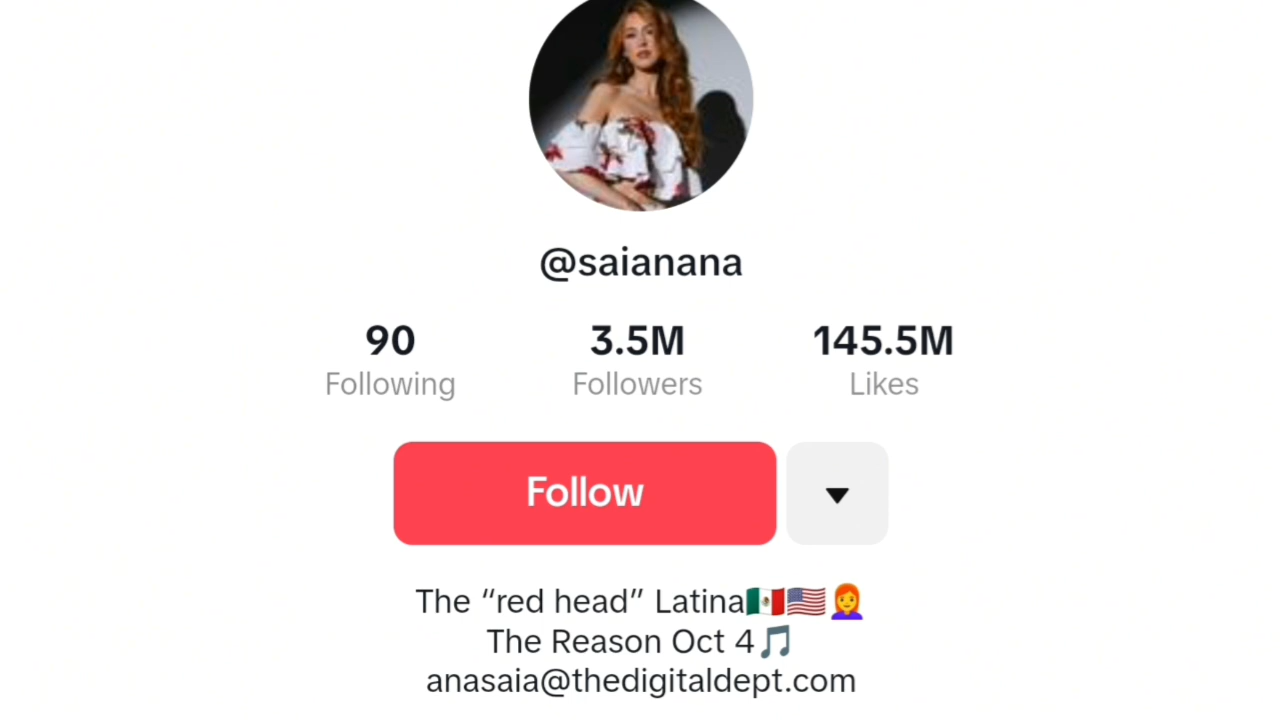 @saianana
90 3.5M 145.5M
Following Followers Likes
Follow
The “red head” Latina🇲🇽🇺🇸👩‍🦰
The Reason Oct 4🎵
anasaia@thedigitaldept.com